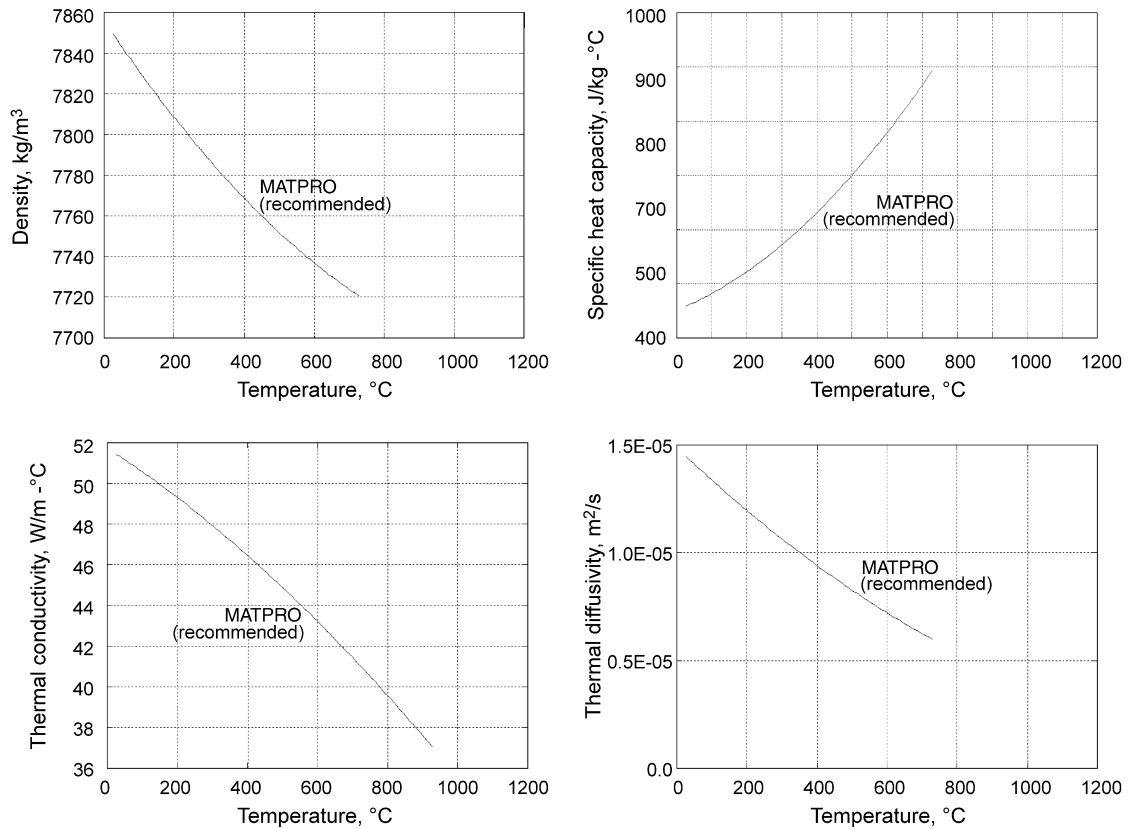 Density, kg/m³
7860
7840
7820
7800
7780
7760
7740
7720
7700
MATPRO
(recommended)
0 200 400 600 800 1000 1200
Temperature, °C
Specific heat capacity, J/kg -°C
1000
900
800
700
500
400
MATPRO
(recommended)
0 200 400 600 800 1000 1200
Temperature, °C
Thermal conductivity, W/m -°C
52
50
48
46
44
42
40
38
36
MATPRO
(recommended)
0 200 400 600 800 1000 1200
Temperature, °C
Thermal diffusivity, m²/s
1.5E-05
1.0E-05
0.5E-05
0.0
MATPRO
(recommended)
0 200 400 600 800 1000 1200
Temperature, °C